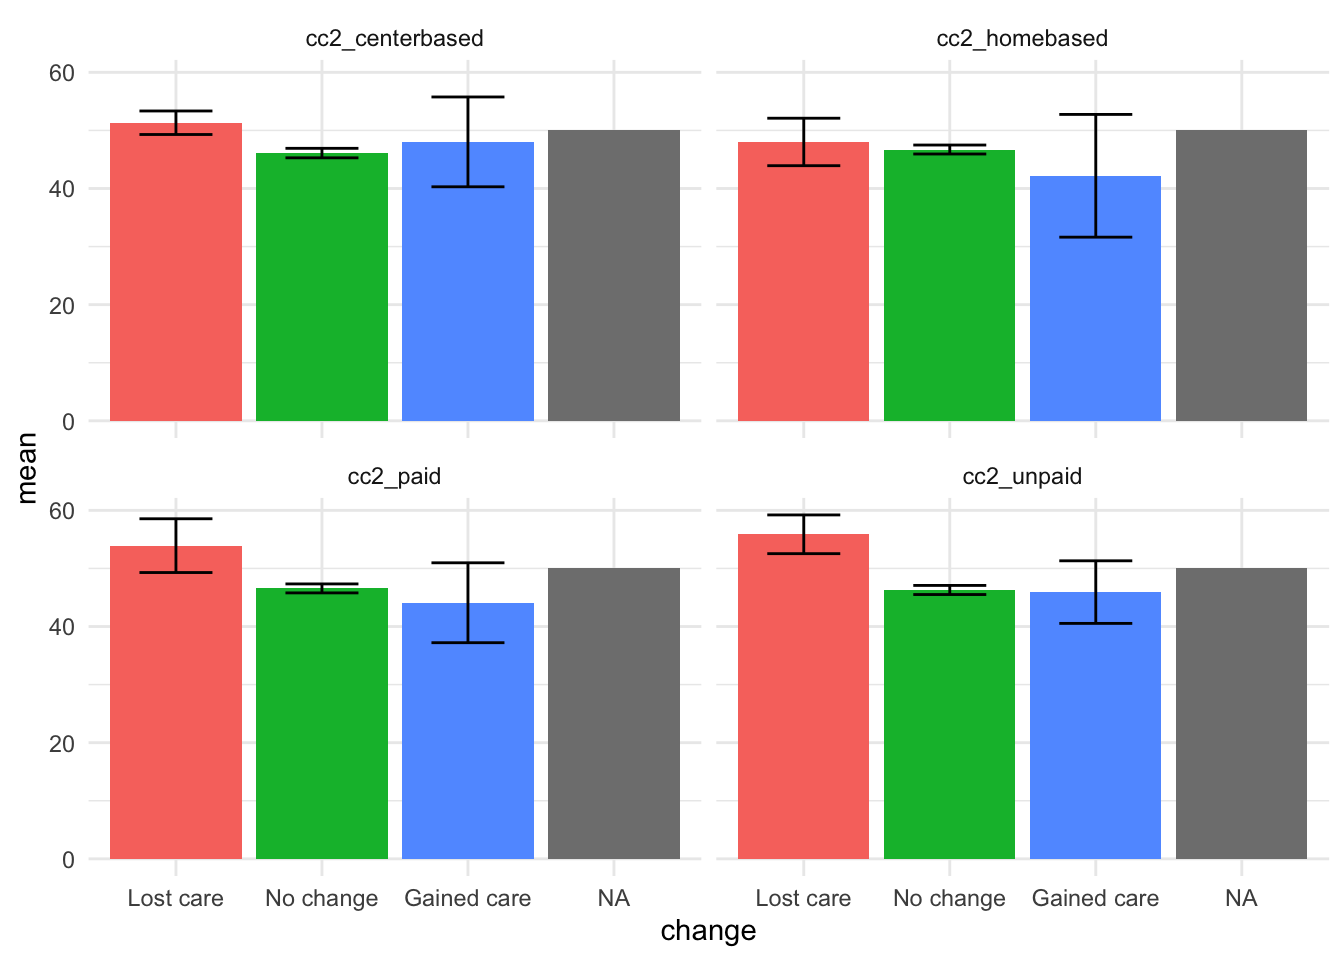 cc2_centerbased
cc2_homebased
60
40
20
0
cc2_paid
cc2_unpaid
60
40
20
0
mean
Lost care No change Gained care NA
Lost care No change Gained care NA
change